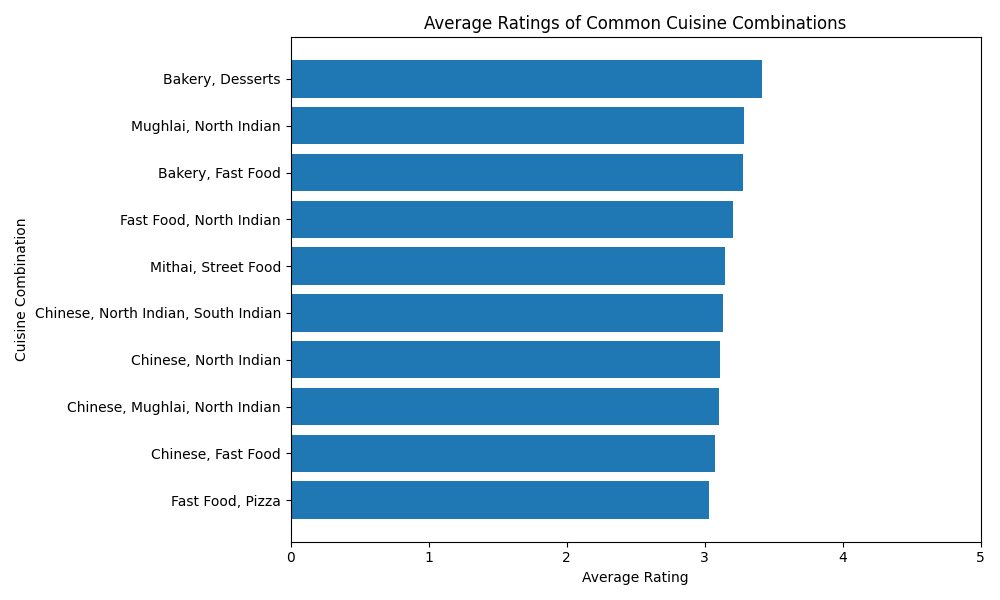 Average Ratings of Common Cuisine Combinations
Cuisine Combination
Bakery, Desserts
Mughlai, North Indian
Bakery, Fast Food
Fast Food, North Indian
Mithai, Street Food
Chinese, North Indian, South Indian
Chinese, North Indian
Chinese, Mughlai, North Indian
Chinese, Fast Food
Fast Food, Pizza
0 1 2 3 4 5
Average Rating